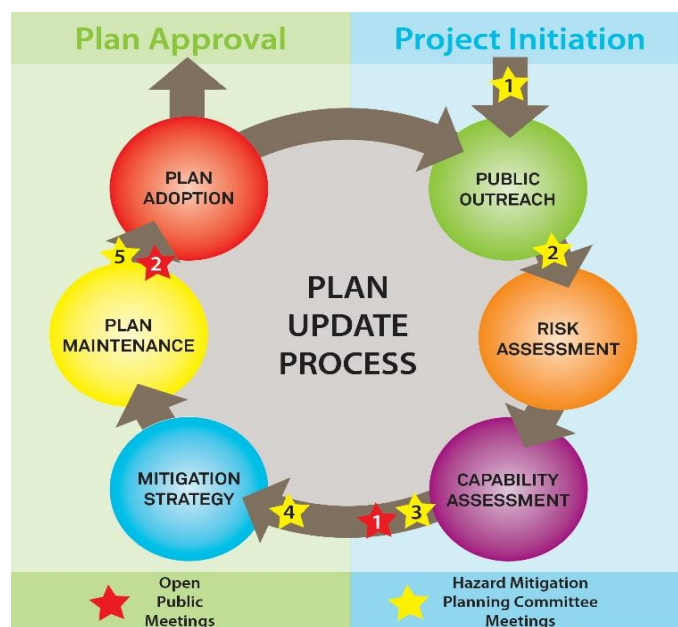 Plan Approval
Project Initiation
1
PLAN
ADOPTION
PUBLIC
OUTREACH
5
2
2
PLAN
UPDATE
PROCESS
PLAN
MAINTENANCE
RISK
ASSESSMENT
MITIGATION
STRATEGY
CAPABILITY
ASSESSMENT
4
1
3
Open
Public
Meetings
Hazard Mitigation
Planning Committee
Meetings